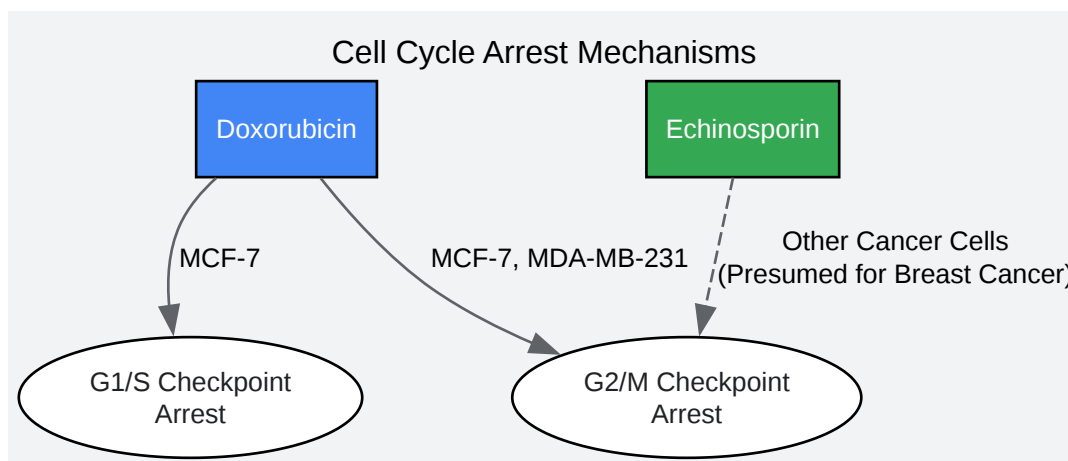 Cell Cycle Arrest Mechanisms
Doxorubicin
Echinosporin
MCF-7
MCF-7, MDA-MB-231
Other Cancer Cells
(Presumed for Breast Cancer)
G1/S Checkpoint
Arrest
G2/M Checkpoint
Arrest